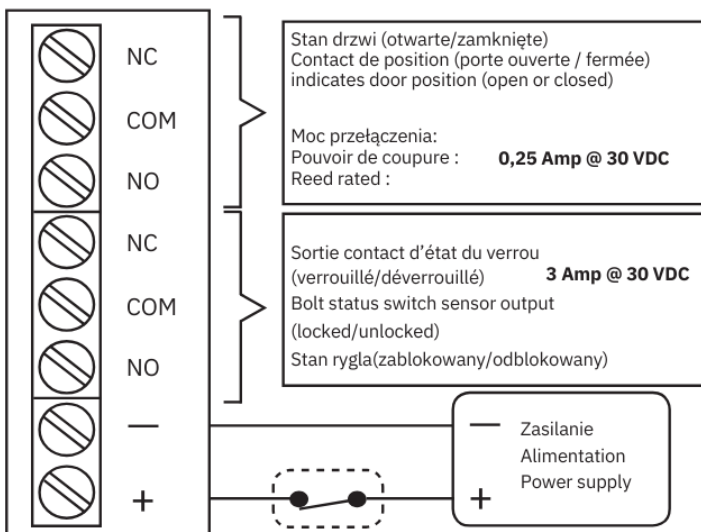 NC
COM
NO
NC
COM
NO
—
+
Stan drzwi (otwarte/zamknięte)
Contact de position (porte ouverte / fermée)
indicates door position (open or closed)
Moc przełączenia:
Pouvoir de coupure : 0,25 Amp @ 30 VDC
Reed rated :
Sortie contact d’état du verrou
(verrouillé/déverrouillé) 3 Amp @ 30 VDC
Bolt status switch sensor output
(locked/unlocked)
Stan rygla(zablokowany/odblokowany)
— Zasilanie
Alimentation
Power supply
+